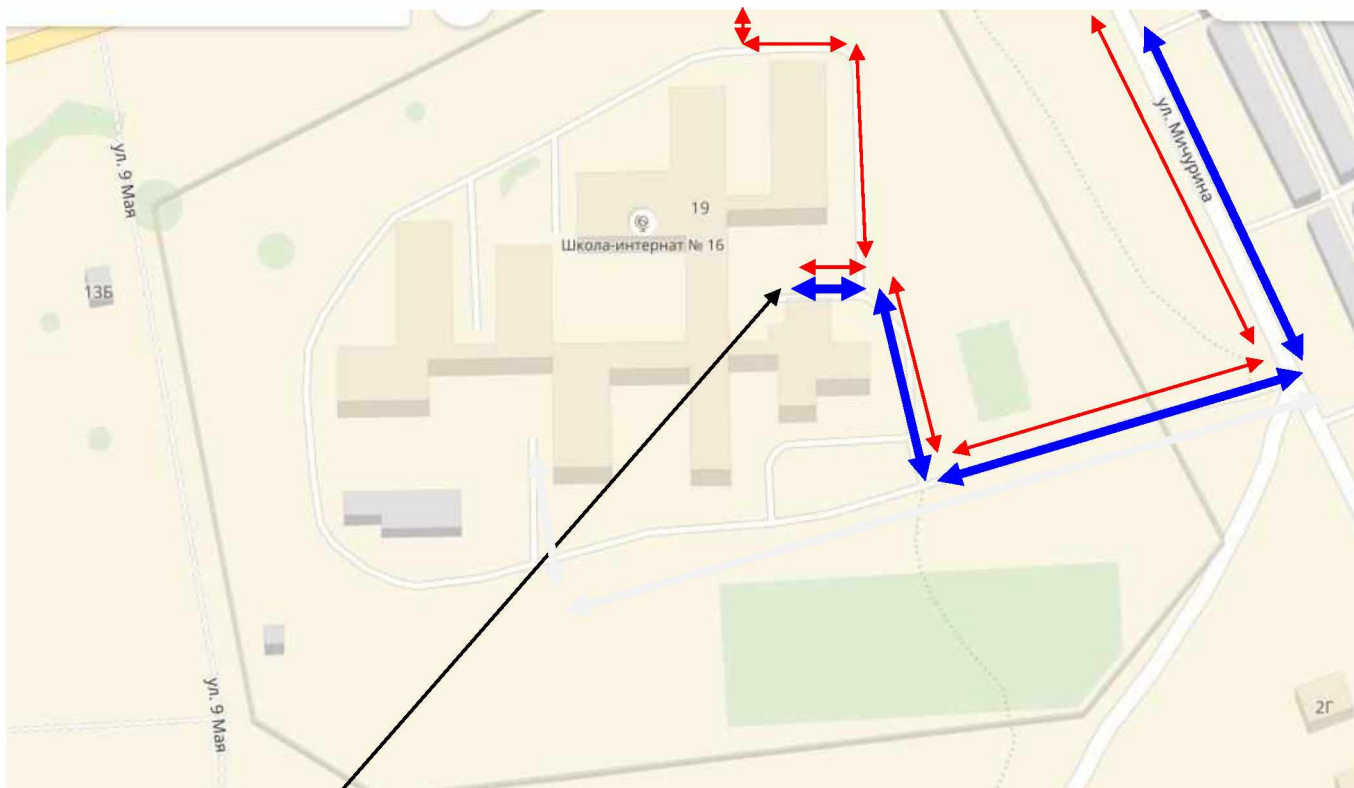 ул. Мичурина
ул. 9 Мая
19
Школа-интернат № 16
13Б
ул. 9 Мая
2Г